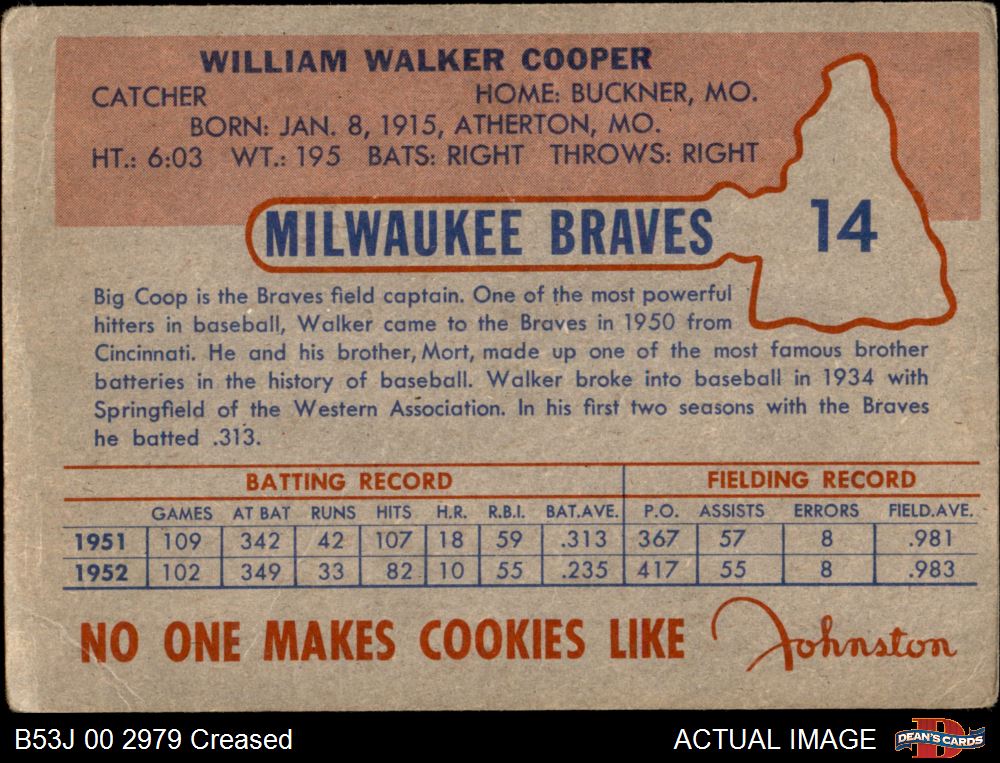 WILLIAM WALKER COOPER
CATCHER HOME: BUCKNER, MO.
BORN: JAN. 8, 1915, ATHERTON, MO.
HT.: 6:03 WT.: 195 BATS: RIGHT THROWS: RIGHT
MILWAUKEE BRAVES 14
Big Coop is the Braves field captain. One of the most powerful
hitters in baseball, Walker came to the Braves in 1950 from
Cincinnati. He and his brother, Mort, made up one of the most famous brother
batteries in the history of baseball. Walker broke into baseball in 1934 with
Springfield of the Western Association. In his first two seasons with the Braves
he batted .313.
BATTING RECORD FIELDING RECORD
GAMES AT BAT RUNS HITS H.R. R.B.I. BAT.AVE. P.O. ASSISTS ERRORS FIELD.AVE.
1951 109 342 42 107 18 59 .313 367 57 8 .981
1952 102 349 33 82 10 55 .235 417 55 8 .983
NO ONE MAKES COOKIES LIKE Johnston
B53J 00 2979 Creased ACTUAL IMAGE D DEAN'S CARDS